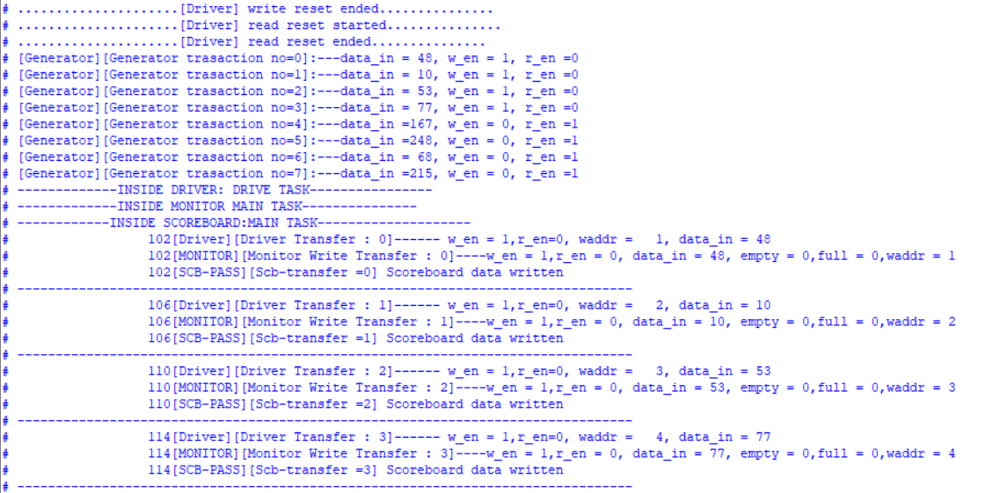 # .....................[Driver] write reset ended...............
# .....................[Driver] read reset started...............
# .....................[Driver] read reset ended...............
# [Generator][Generator trasaction no=0]:---data_in = 48, w_en = 1, r_en =0
# [Generator][Generator trasaction no=1]:---data_in = 10, w_en = 1, r_en =0
# [Generator][Generator trasaction no=2]:---data_in = 53, w_en = 1, r_en =0
# [Generator][Generator trasaction no=3]:---data_in = 77, w_en = 1, r_en =0
# [Generator][Generator trasaction no=4]:---data_in =167, w_en = 0, r_en =1
# [Generator][Generator trasaction no=5]:---data_in =248, w_en = 0, r_en =1
# [Generator][Generator trasaction no=6]:---data_in = 68, w_en = 0, r_en =1
# [Generator][Generator trasaction no=7]:---data_in =215, w_en = 0, r_en =1
# -------------INSIDE DRIVER: DRIVE TASK----------------
# -------------INSIDE MONITOR MAIN TASK---------------
# ------------INSIDE SCOREBOARD:MAIN TASK--------------------
#                  102[Driver][Driver Transfer : 0]------ w_en = 1,r_en=0, waddr =   1, data_in = 48
#                  102[MONITOR][Monitor Write Transfer : 0]----w_en = 1,r_en = 0, data_in = 48, empty = 0,full = 0,waddr = 1
#                  102[SCB-PASS][Scb-transfer =0] Scoreboard data written
# --------------------------------------------------------------------------------
#                  106[Driver][Driver Transfer : 1]------ w_en = 1,r_en=0, waddr =   2, data_in = 10
#                  106[MONITOR][Monitor Write Transfer : 1]----w_en = 1,r_en = 0, data_in = 10, empty = 0,full = 0,waddr = 2
#                  106[SCB-PASS][Scb-transfer =1] Scoreboard data written
# --------------------------------------------------------------------------------
#                  110[Driver][Driver Transfer : 2]------ w_en = 1,r_en=0, waddr =   3, data_in = 53
#                  110[MONITOR][Monitor Write Transfer : 2]----w_en = 1,r_en = 0, data_in = 53, empty = 0,full = 0,waddr = 3
#                  110[SCB-PASS][Scb-transfer =2] Scoreboard data written
# --------------------------------------------------------------------------------
#                  114[Driver][Driver Transfer : 3]------ w_en = 1,r_en=0, waddr =   4, data_in = 77
#                  114[MONITOR][Monitor Write Transfer : 3]----w_en = 1,r_en = 0, data_in = 77, empty = 0,full = 0,waddr = 4
#                  114[SCB-PASS][Scb-transfer =3] Scoreboard data written
# --------------------------------------------------------------------------------